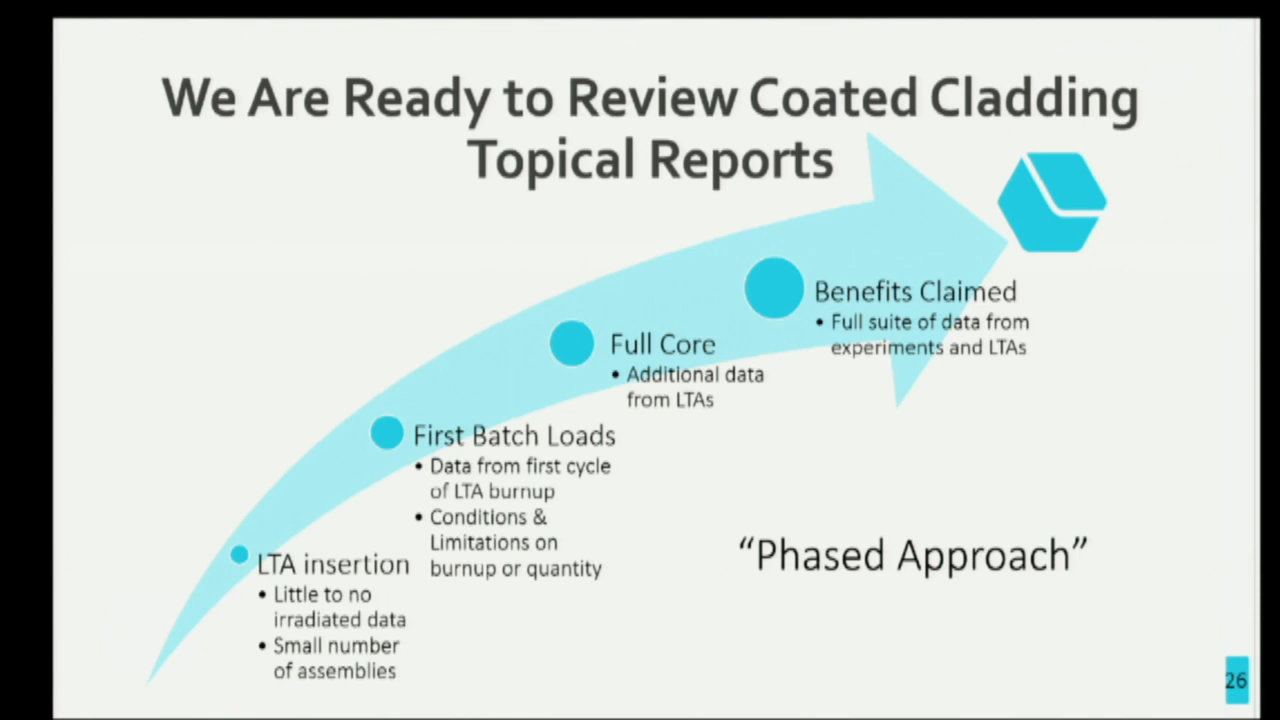 We Are Ready to Review Coated Cladding
Topical Reports
Benefits Claimed
• Full suite of data from
experiments and LTAs
Full Core
• Additional data
from LTAs
First Batch Loads
• Data from first cycle
of LTA burnup
• Conditions &
Limitations on
burnup or quantity
LTA insertion
• Little to no
irradiated data
• Small number
of assemblies
“Phased Approach”
26